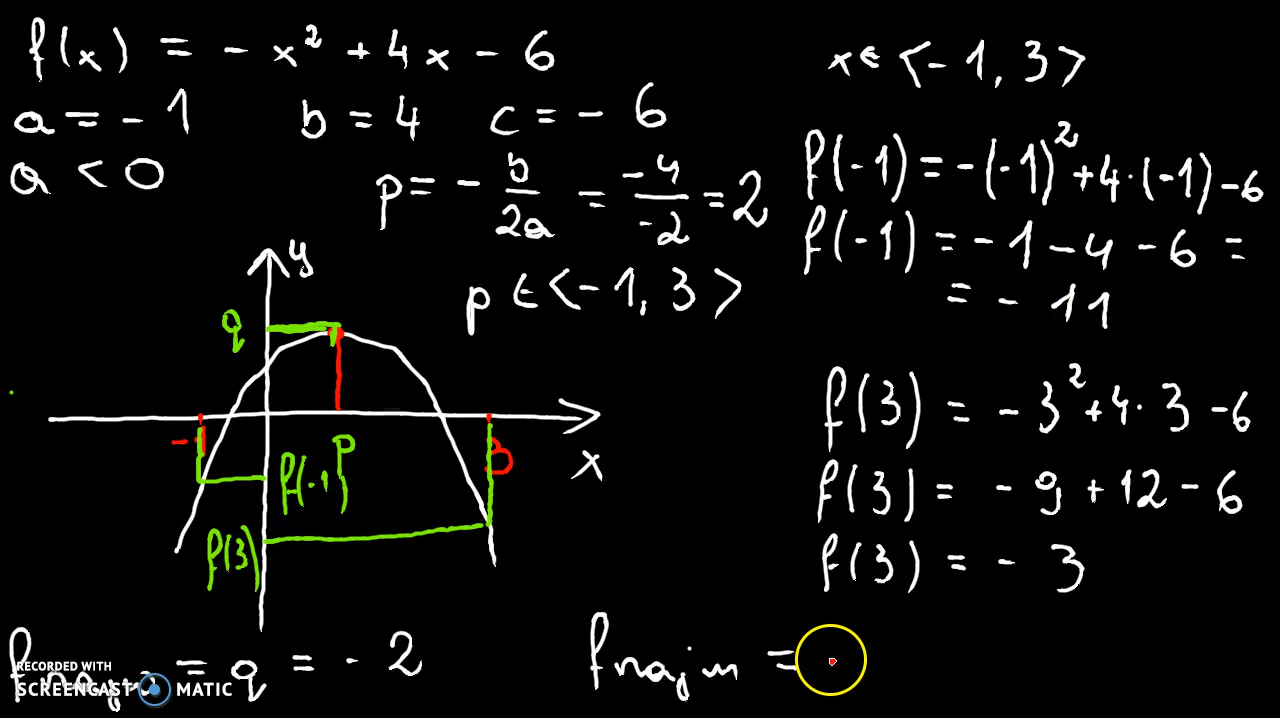 f(x) = - x² + 4x - 6
x ∈ <-1, 3>
a = -1 b = 4 c = -6
a < 0
p = - b/2a = -4/-2 = 2
p ∈ <-1, 3>
f(-1) = -(-1)² + 4·(-1) - 6
f(-1) = -1 - 4 - 6 =
= - 11
y
q
-1
p
3
x
f(-1)
f(3)
f(3) = - 3² + 4·3 - 6
f(3) = - 9 + 12 - 6
f(3) = - 3
= q = - 2
fnajm =
RECORDED WITH
SCREENCAST MATIC